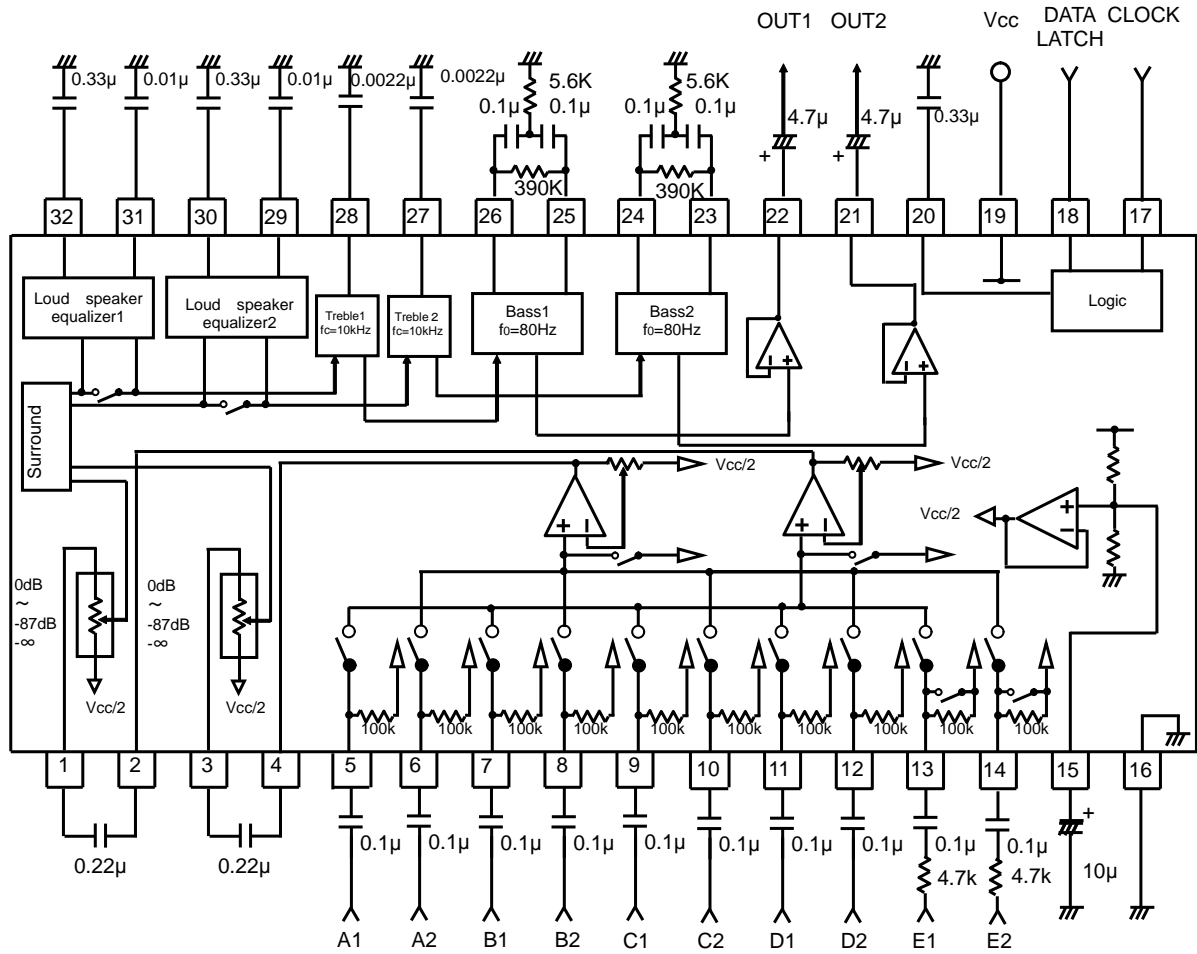 OUT1 OUT2 Vcc DATA CLOCK
LATCH
0.33μ 0.01μ 0.33μ 0.01μ 0.0022μ 0.0022μ
5.6K 5.6K
0.1μ 0.1μ 0.1μ 0.1μ
4.7μ 4.7μ 0.33μ
+ +
390K 390K
32 31 30 29 28 27 26 25 24 23 22 21 20 19 18 17
Loud speaker
equalizer1
Loud speaker
equalizer2
Treble1
fc=10kHz
Treble 2
fc=10kHz
Bass1
f0=80Hz
Bass2
f0=80Hz
Logic
− + − +
Surround
Vcc/2 Vcc/2
+ − + −
Vcc/2
+
−
0dB
~
-87dB
-∞
0dB
~
-87dB
-∞
Vcc/2 Vcc/2
100k 100k 100k 100k 100k 100k 100k 100k 100k 100k
1 2 3 4 5 6 7 8 9 10 11 12 13 14 15 16
0.22μ 0.22μ
0.1μ 0.1μ 0.1μ 0.1μ 0.1μ 0.1μ 0.1μ 0.1μ 0.1μ 0.1μ
+
4.7k 4.7k 10μ
A1 A2 B1 B2 C1 C2 D1 D2 E1 E2